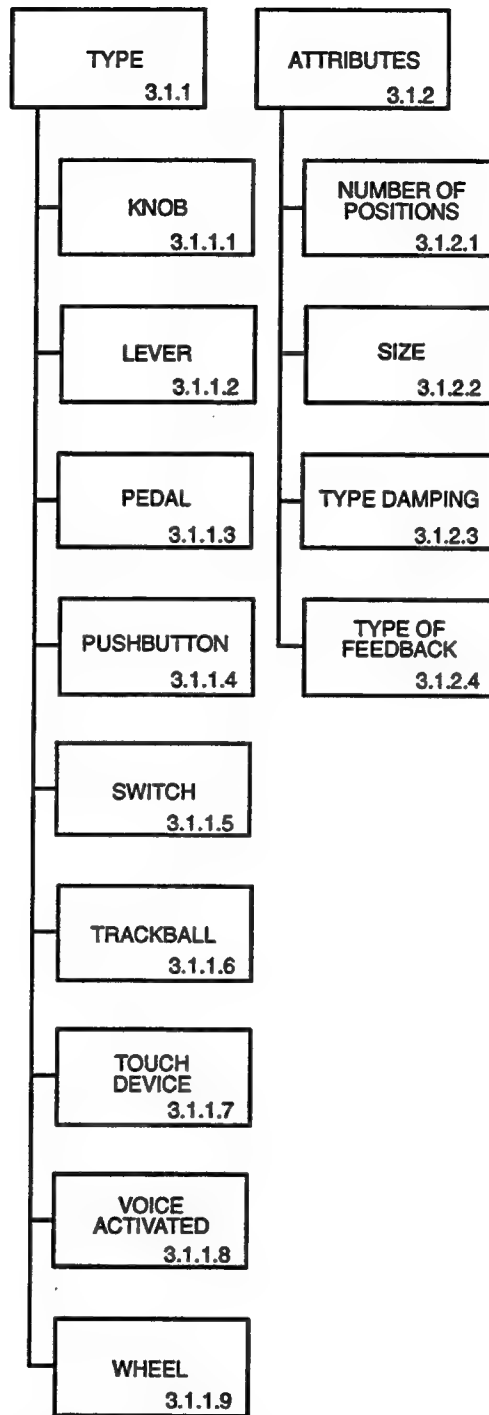 TYPE
3.1.1
KNOB
3.1.1.1
LEVER
3.1.1.2
PEDAL
3.1.1.3
PUSHBUTTON
3.1.1.4
SWITCH
3.1.1.5
TRACKBALL
3.1.1.6
TOUCH
DEVICE
3.1.1.7
VOICE
ACTIVATED
3.1.1.8
WHEEL
3.1.1.9
ATTRIBUTES
3.1.2
NUMBER OF
POSITIONS
3.1.2.1
SIZE
3.1.2.2
TYPE DAMPING
3.1.2.3
TYPE OF
FEEDBACK
3.1.2.4